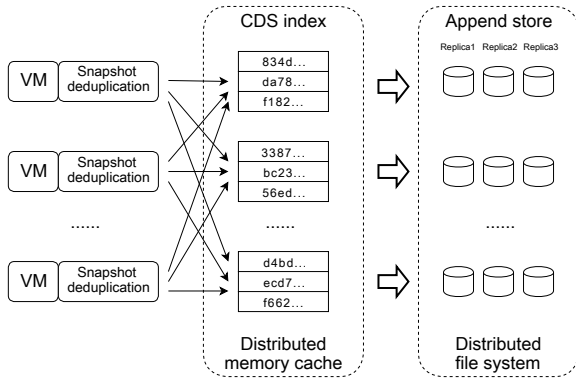 CDS index
Append store
Replica1 Replica2 Replica3
VM
Snapshot
deduplication
834d...
da78...
f182...
VM
Snapshot
deduplication
3387...
bc23...
56ed...
......
......
......
VM
Snapshot
deduplication
d4bd...
ecd7...
f662...
Distributed
memory cache
Distributed
file system